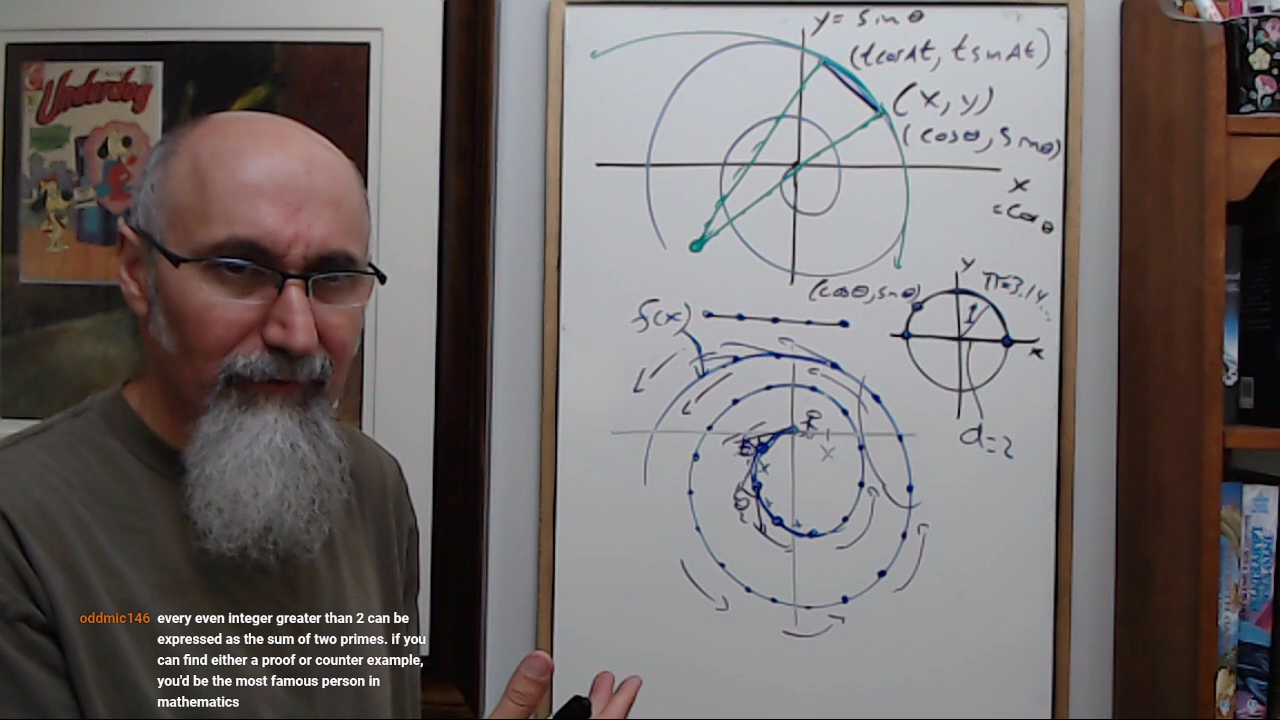 Underdog
y = sin θ
(t cos At, t sin At)
(x, y)
(cos θ, sin θ)
x
= cos θ
(cos θ, sin θ)
y
π=3.14...
f(x)
1
x
d=2
x
oddmic146 every even integer greater than 2 can be
expressed as the sum of two primes. if you
can find either a proof or counter example,
you'd be the most famous person in
mathematics